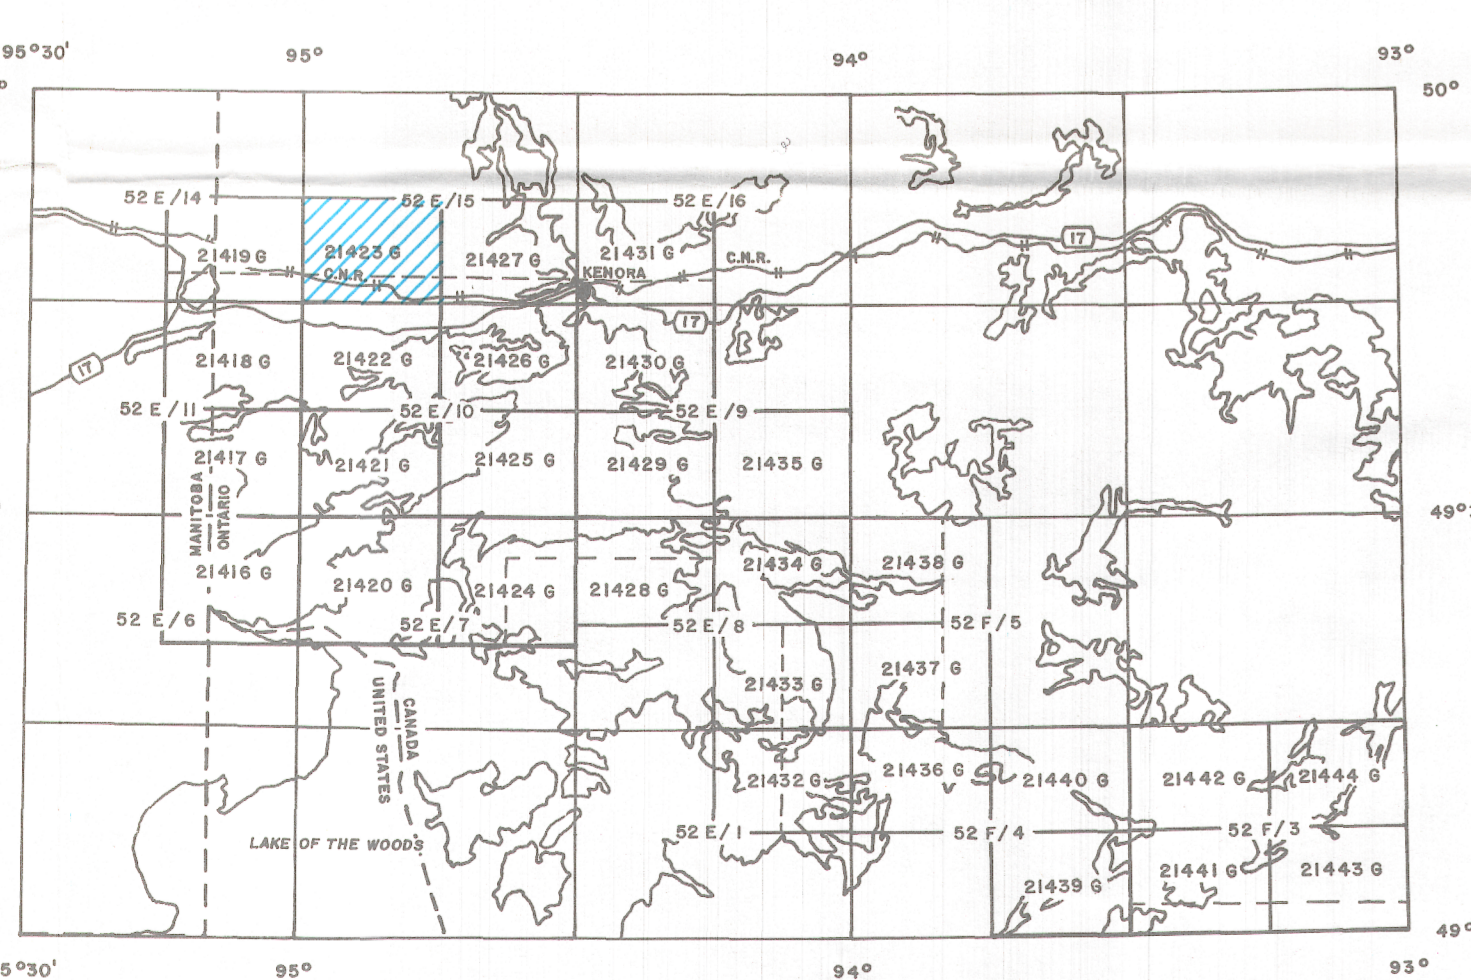 95°30' 95° 94° 93°
50°
52 E/14 52 E/15 52 E/16
17
21419 G 21423 G 21427 G 21431 G
C.N.R. KENORA C.N.R.
17
17
21418 G 21422 G 21426 G 21430 G
52 E/11 52 E/10 52 E/9
21417 G 21421 G 21425 G 21429 G 21435 G
MANITOBA
ONTARIO
49°
21416 G 21420 G 21424 G 21428 G 21434 G 21438 G
52 E/6 52 E/7 52 E/8 52 F/5
21433 G 21437 G
CANADA
UNITED STATES
21432 G 21436 G 21440 G 21442 G 21444 G
52 E/1 52 F/4 52 F/3
LAKE OF THE WOODS
21439 G 21441 G 21443 G
49°
5°30' 95° 94° 93°